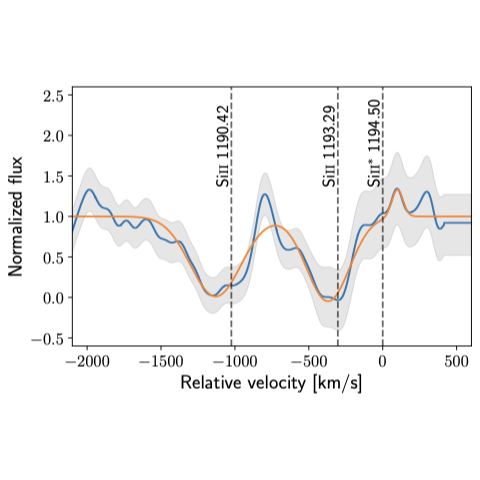 Normalized flux
2.5
2.0
1.5
1.0
0.5
0.0
−0.5
SiII 1190.42
SiII 1193.29
SiII* 1194.50
−2000 −1500 −1000 −500 0 500
Relative velocity [km/s]